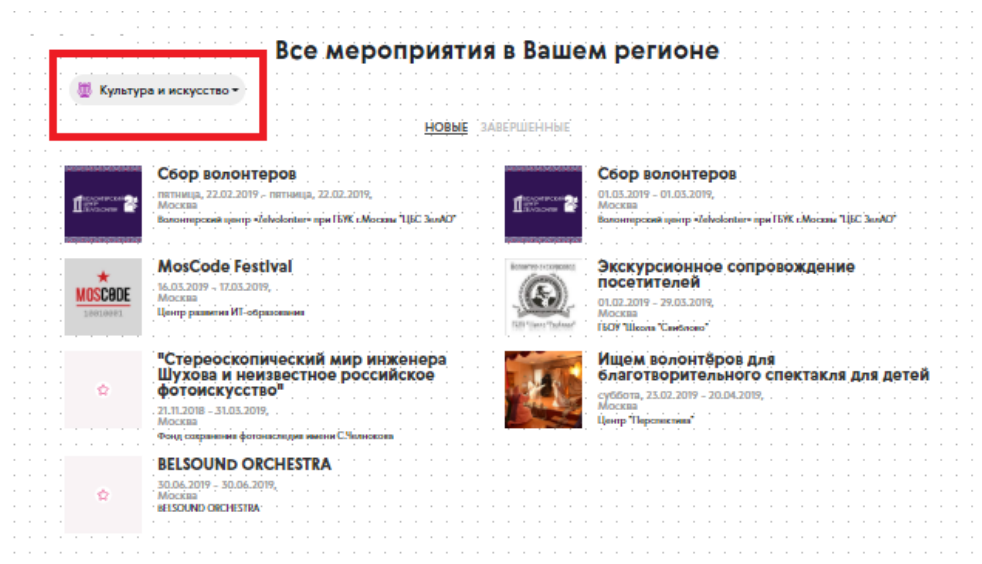 Все мероприятия в Вашем регионе
Культура и искусство
НОВЫЕ ЗАВЕРШЕННЫЕ
Сбор волонтеров
пятница, 22.02.2019 - пятница, 22.02.2019,
Москва
Волонтерский центр «Zelvolonter» при ГБУК г.Москвы "ЦБС ЗелАО"
Сбор волонтеров
01.03.2019 - 01.03.2019,
Москва
Волонтерский центр «Zelvolonter» при ГБУК г.Москвы "ЦБС ЗелАО"
MOSCODE
10010001
MosCode Festival
16.03.2019 - 17.03.2019,
Москва
Центр развития ИТ-образования
Экскурсионное сопровождение
посетителей
01.02.2019 - 29.03.2019,
Москва
ГБОУ "Школа "Свиблово"
"Стереоскопический мир инженера
Шухова и неизвестное российское
фотоискусство"
21.11.2018 - 31.03.2019,
Москва
Фонд сохранения фотонаследия имени С.Челнокова
Ищем волонтёров для
благотворительного спектакля для детей
суббота, 23.02.2019 - 20.04.2019,
Москва
Центр "Перспектива"
BELSOUND ORCHESTRA
30.06.2019 - 30.06.2019,
Москва
BELSOUND ORCHESTRA